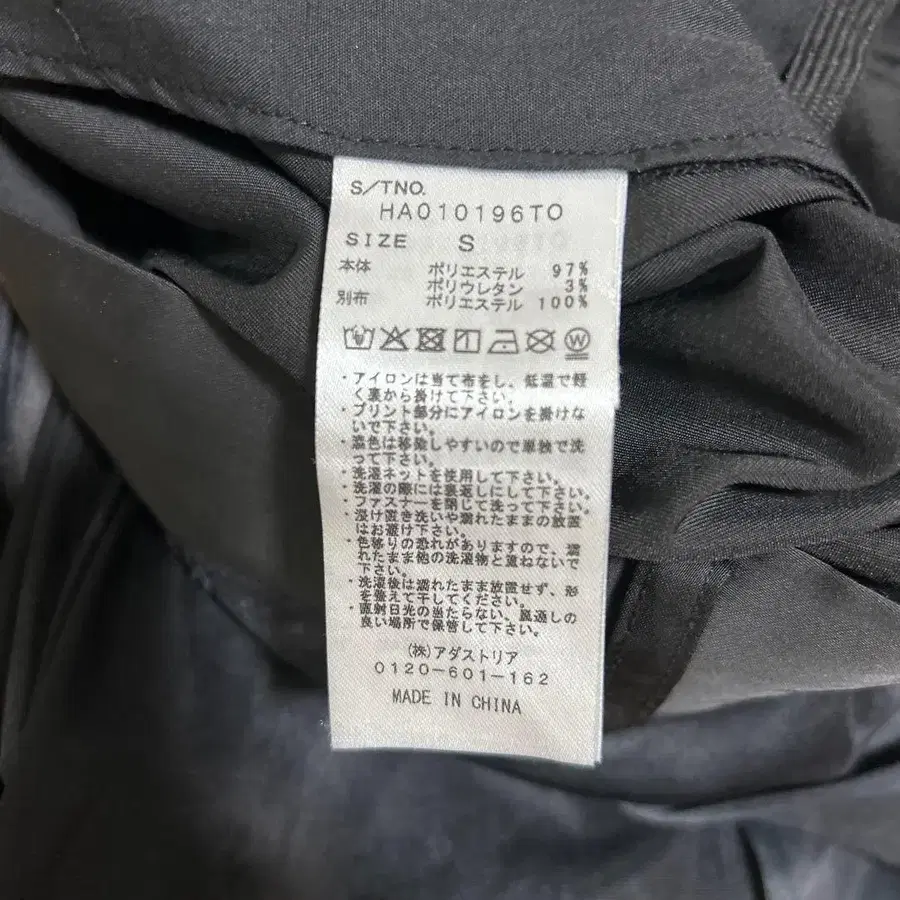 S/TNO.
HA010196TO
SIZE S
本体 ポリエステル 97%
ポリウレタン 3%
別布 ポリエステル 100%
W
・アイロンは当て布をし、低温で軽
く裏から掛けて下さい。
・プリント部分にアイロンを掛けな
いで下さい。
・濃色は移染しやすいので単独で洗
って下さい。
・洗濯ネットを使用して下さい。
・洗濯の際には裏返しにして下さい。
・ファスナーを閉じて洗って下さい。
・浸け置き洗いや濡れたままの放置
はお避け下さい。
・色移りの恐れがありますので、濡
れたまま他の洗濯物と重ねないで
下さい。
・洗濯後は濡れたまま放置せず、形
を整えて干してください。
・直射日光の当たらない、風通しの
良い場所で保管して下さい。
(株)アダストリア
0120-601-162
MADE IN CHINA